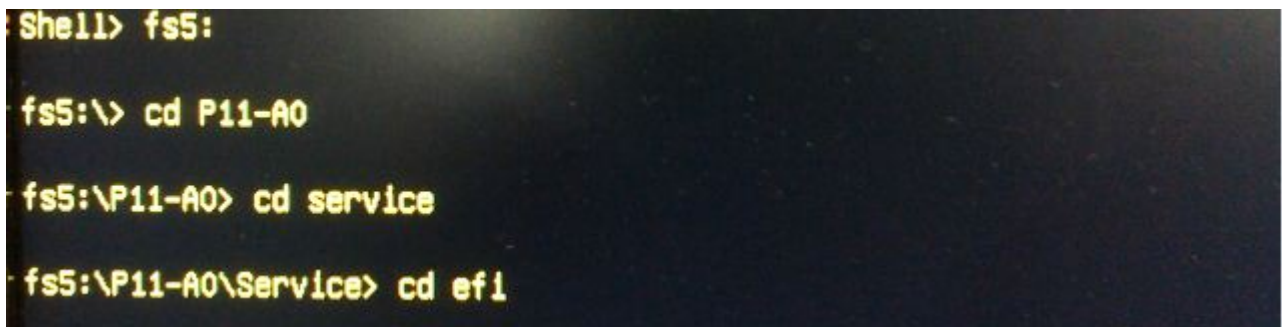 Shell> fs5:
fs5:\> cd P11-A0
fs5:\P11-A0> cd service
fs5:\P11-A0\Service> cd efi